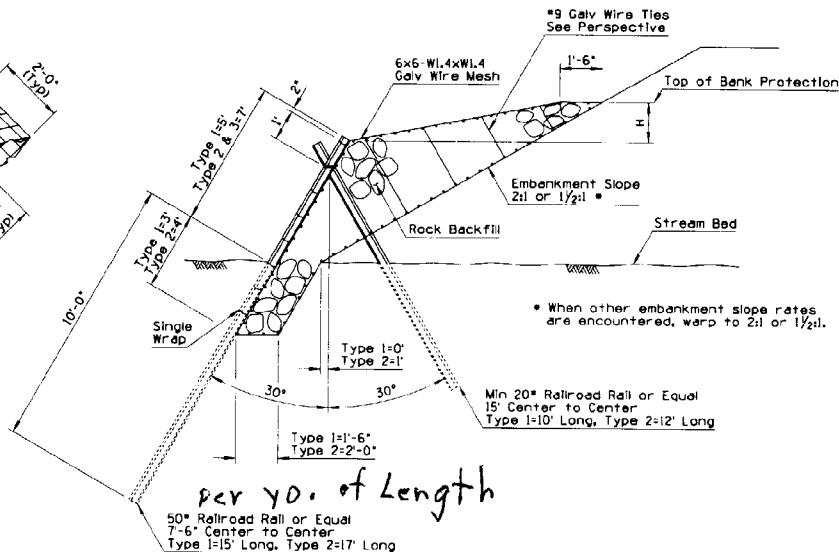 *9 Galv Wire Ties
See Perspective
2'-0"
(Typ)
6x6-W1.4xW1.4
Galv Wire Mesh
1'-6"
2"
1'
Top of Bank Protection
H
Type 1=5'
Type 2 & 3=7'
Embankment Slope
2:1 or 1½:1 *
Rock Backfill
Stream Bed
Type 1=3'
Type 2=4'
10'-0"
Single
Wrap
* When other embankment slope rates
are encountered, warp to 2:1 or 1½:1.
Type 1=0'
Type 2=1'
30°
30°
Min 20# Railroad Rail or Equal
15' Center to Center
Type 1=10' Long, Type 2=12' Long
Type 1=1'-6"
Type 2=2'-0"
per yd. of Length
50# Railroad Rail or Equal
7'-6" Center to Center
Type 1=15' Long, Type 2=17' Long